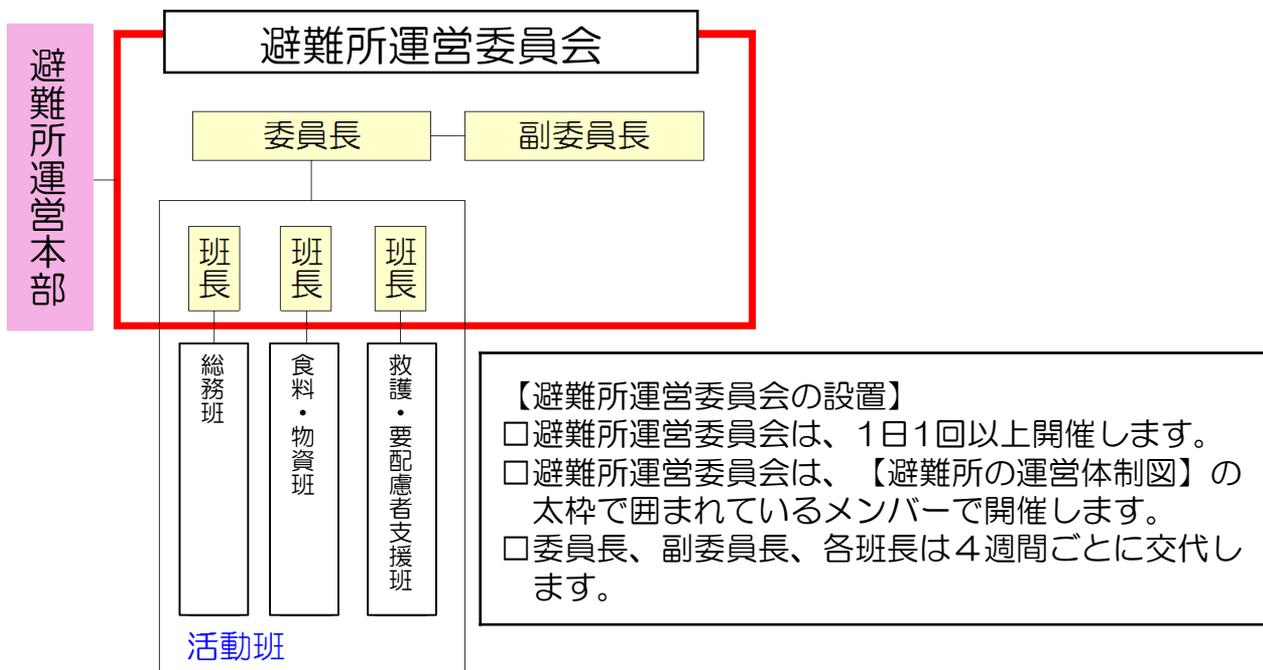 避難所運営本部
避難所運営委員会
委員長
副委員長
班長
班長
班長
総務班
食料・物資班
救護・要配慮者支援班
活動班
【避難所運営委員会の設置】
□避難所運営委員会は、1日1回以上開催します。
□避難所運営委員会は、【避難所の運営体制図】の
太枠で囲まれているメンバーで開催します。
□委員長、副委員長、各班長は４週間ごとに交代し
ます。